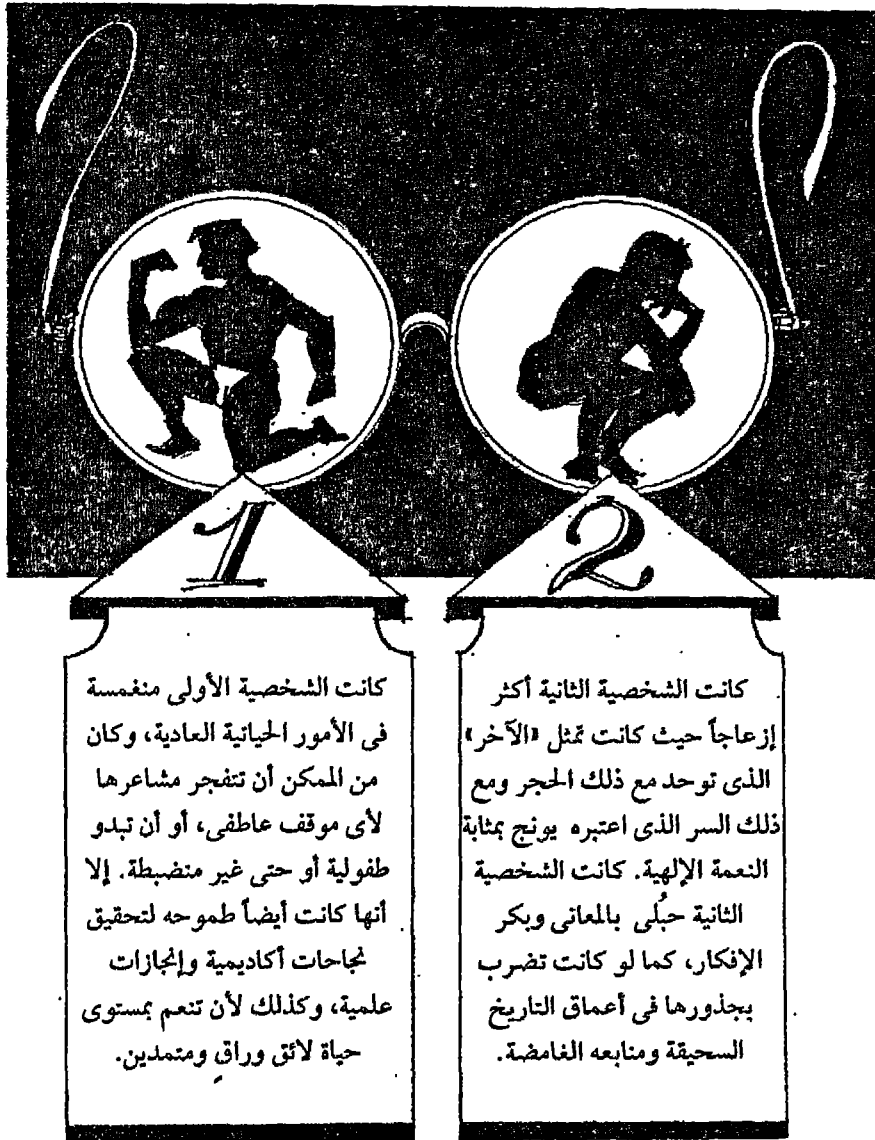 1
كانت الشخصية الأولى منغمسة
فى الأمور الحياتية العادية، وكان
من الممكن أن تتفجر مشاعرها
لأى موقف عاطفى، أو أن تبدو
طفولية أو حتى غير منضبطة. إلا
أنها كانت أيضاً طموحه لتحقيق
نجاحات أكاديمية وإنجازات
علمية، وكذلك لأن تنعم بمستوى
حياة لائق وراقٍ ومتمدين.
2
كانت الشخصية الثانية أكثر
إزعاجاً حيث كانت تمثل «الآخر»
الذى توحد مع ذلك الحجر ومع
ذلك السر الذى اعتبره يونج بمثابة
النعمة الإلهية. كانت الشخصية
الثانية حبُلى بالمعانى وبكر
الإفكار، كما لو كانت تضرب
بجذورها فى أعماق التاريخ
السحيقة ومنابعه الغامضة.